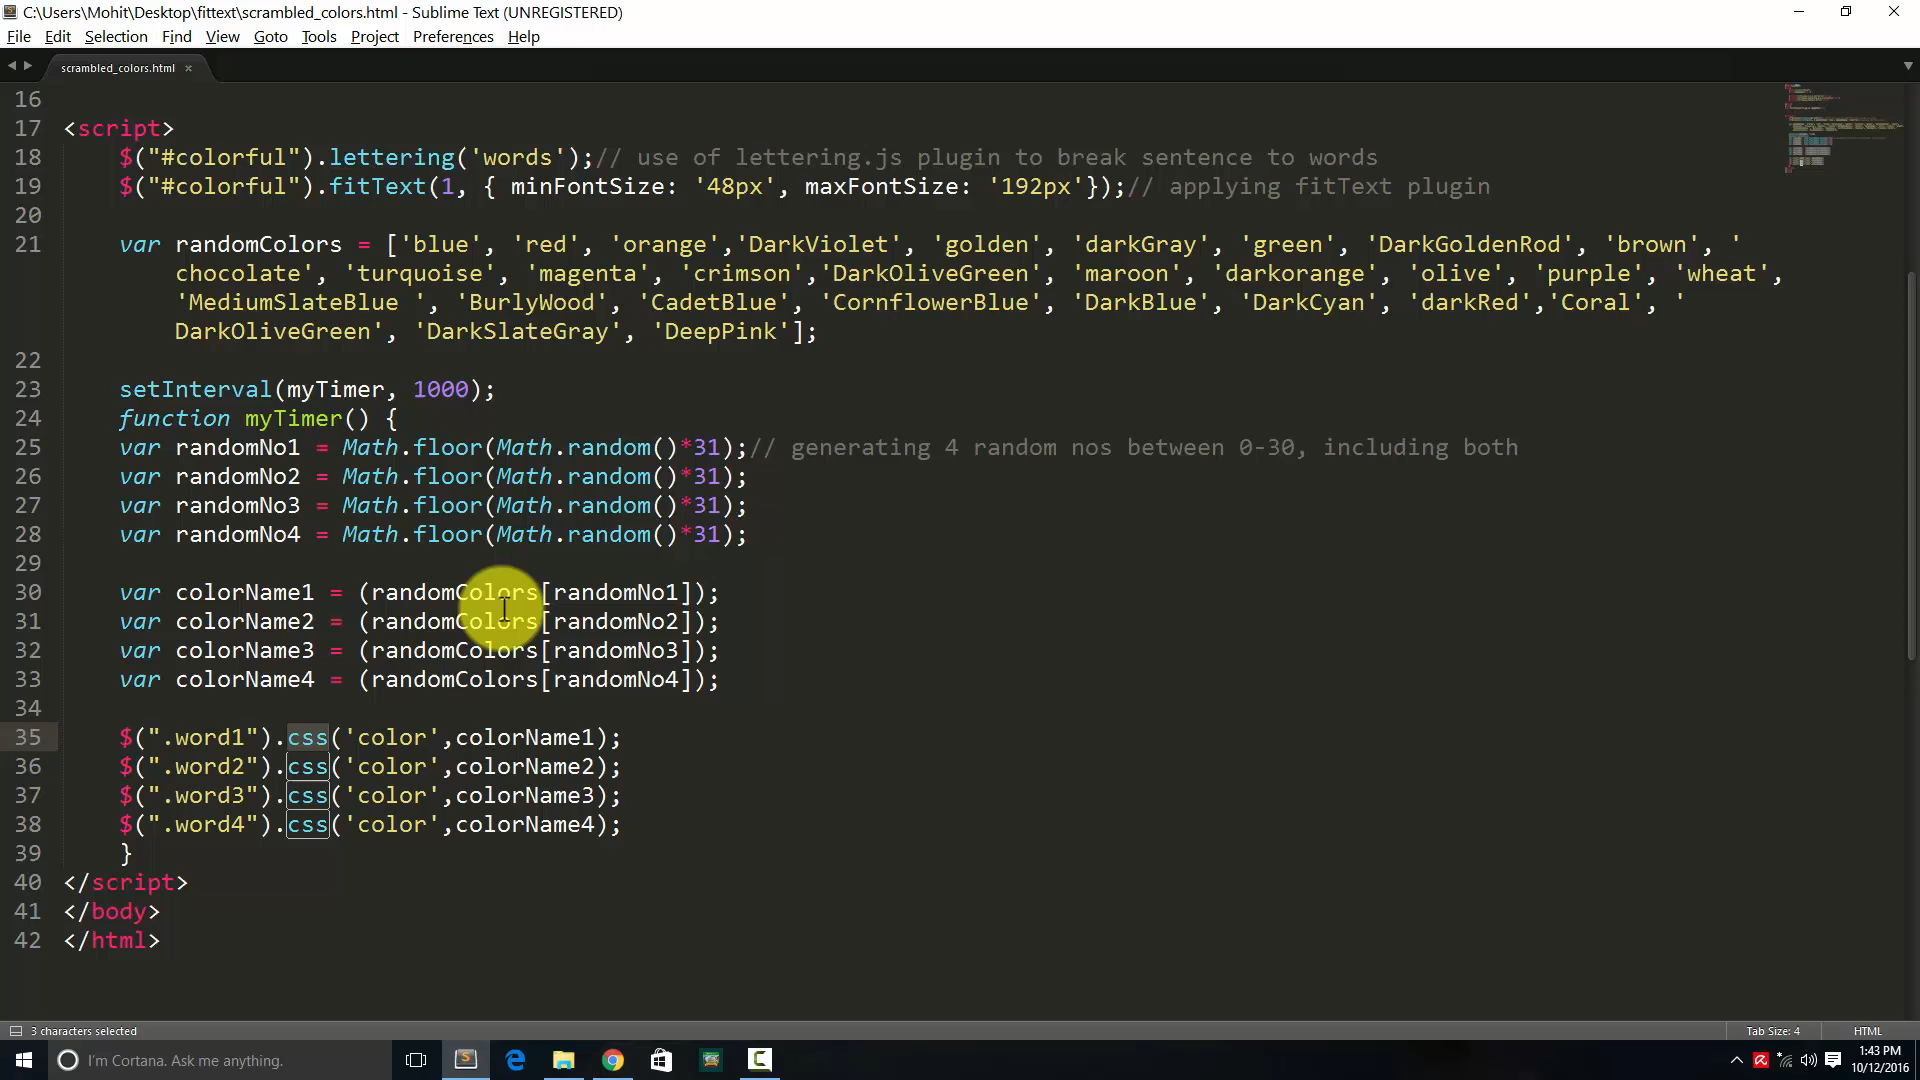 C:\Users\Mohit\Desktop\fittext\scrambled_colors.html - Sublime Text (UNREGISTERED)
File Edit Selection Find View Goto Tools Project Preferences Help
scrambled_colors.html
16
17 <script>
18 $("#colorful").lettering('words');// use of lettering.js plugin to break sentence to words
19 $("#colorful").fitText(1, { minFontSize: '48px', maxFontSize: '192px'});// applying fitText plugin
20
21 var randomColors = ['blue', 'red', 'orange','DarkViolet', 'golden', 'darkGray', 'green', 'DarkGoldenRod', 'brown', '
chocolate', 'turquoise', 'magenta', 'crimson','DarkOliveGreen', 'maroon', 'darkorange', 'olive', 'purple', 'wheat',
'MediumSlateBlue ', 'BurlyWood', 'CadetBlue', 'CornflowerBlue', 'DarkBlue', 'DarkCyan', 'darkRed','Coral', '
DarkOliveGreen', 'DarkSlateGray', 'DeepPink'];
22
23 setInterval(myTimer, 1000);
24 function myTimer() {
25 var randomNo1 = Math.floor(Math.random()*31);// generating 4 random nos between 0-30, including both
26 var randomNo2 = Math.floor(Math.random()*31);
27 var randomNo3 = Math.floor(Math.random()*31);
28 var randomNo4 = Math.floor(Math.random()*31);
29
30 var colorName1 = (randomColors[randomNo1]);
31 var colorName2 = (randomColors[randomNo2]);
32 var colorName3 = (randomColors[randomNo3]);
33 var colorName4 = (randomColors[randomNo4]);
34
35 $(".word1").css('color',colorName1);
36 $(".word2").css('color',colorName2);
37 $(".word3").css('color',colorName3);
38 $(".word4").css('color',colorName4);
39 }
40 </script>
41 </body>
42 </html>
3 characters selected Tab Size: 4 HTML
I'm Cortana. Ask me anything.
1:43 PM
10/12/2016